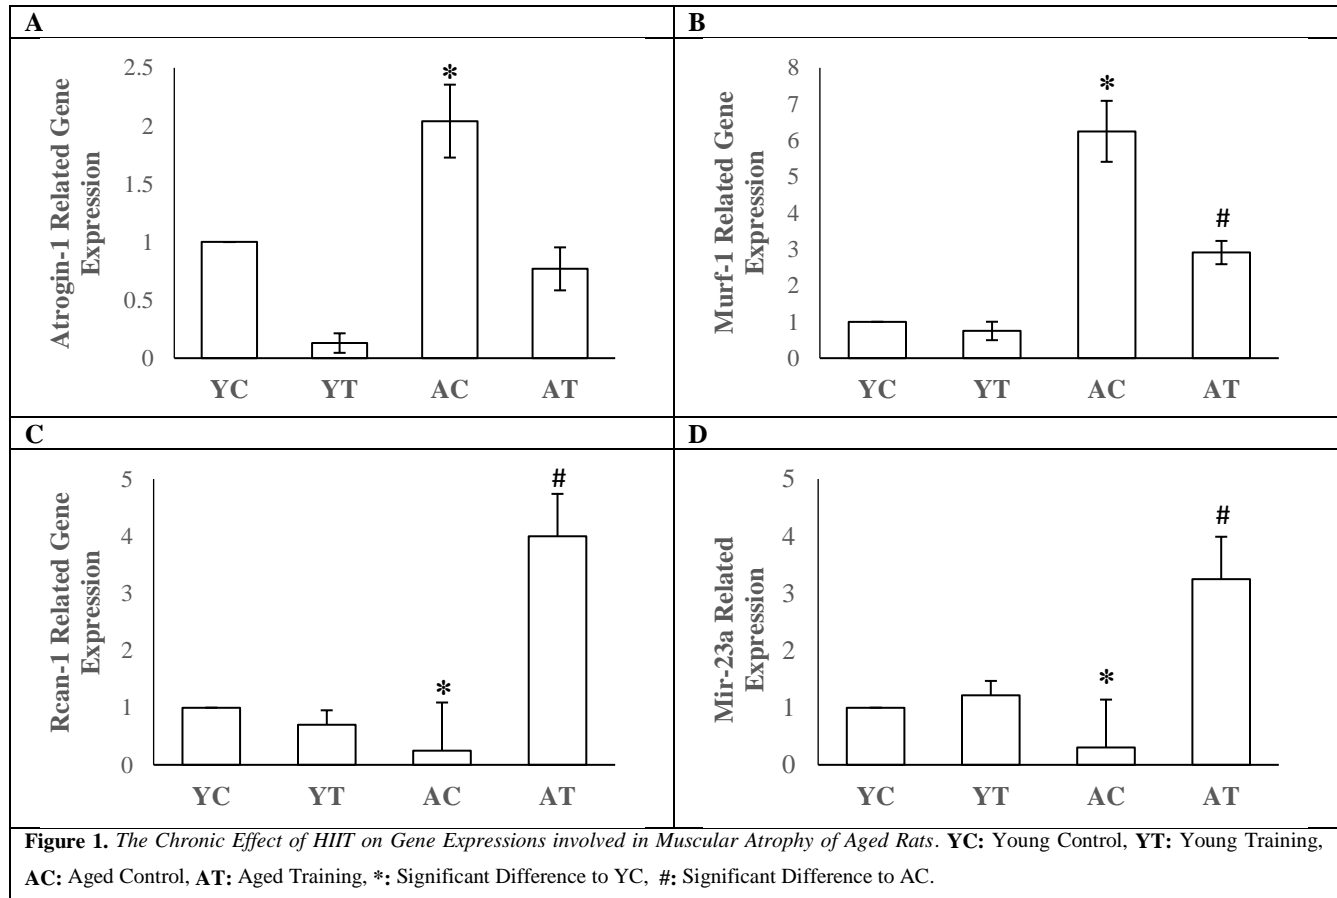 A
Atrogin-1 Related Gene
Expression
2.5
2
1.5
1
0.5
0
*
YC YT AC AT
B
Murf-1 Related Gene
Expression
8
7
6
5
4
3
2
1
0
*
#
YC YT AC AT
C
Rcan-1 Related Gene
Expression
5
4
3
2
1
0
*
#
YC YT AC AT
D
Mir-23a Related
Expression
5
4
3
2
1
0
*
#
YC YT AC AT
Figure 1. The Chronic Effect of HIIT on Gene Expressions involved in Muscular Atrophy of Aged Rats. YC: Young Control, YT: Young Training,
AC: Aged Control, AT: Aged Training, *: Significant Difference to YC, #: Significant Difference to AC.